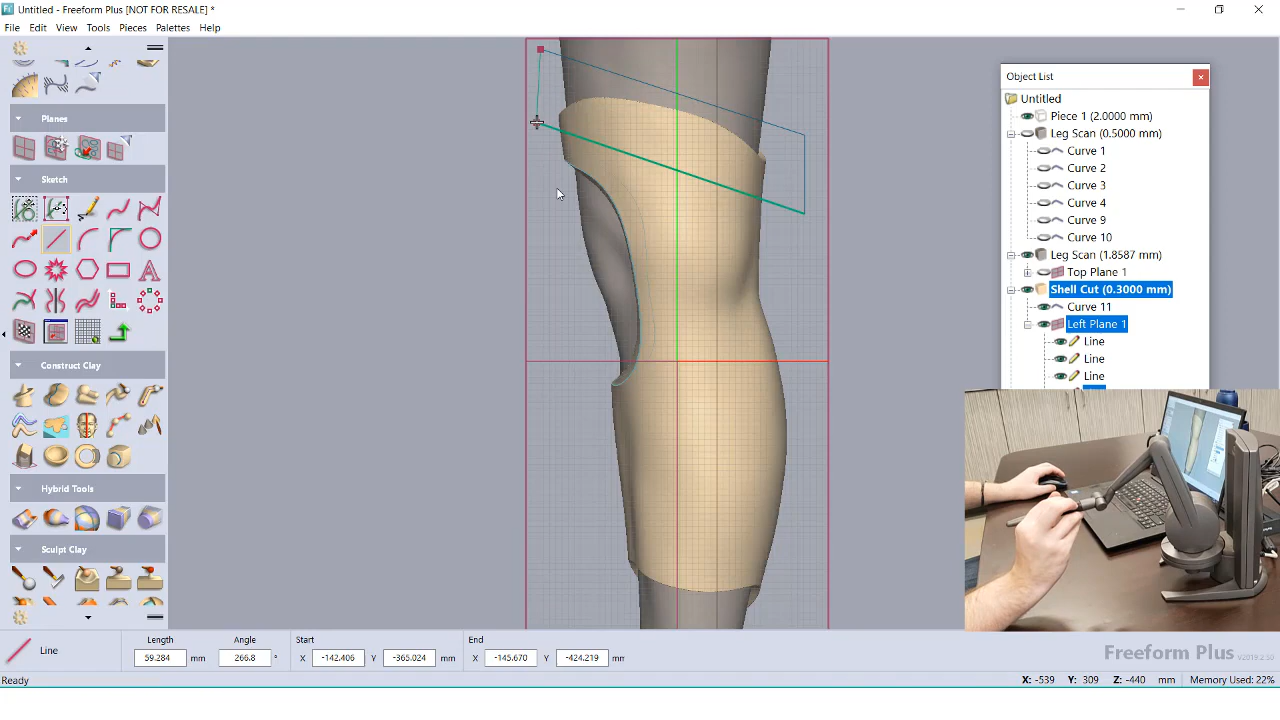 Untitled - Freeform Plus [NOT FOR RESALE] *
File Edit View Tools Pieces Palettes Help
Planes
Sketch
Construct Clay
Hybrid Tools
Sculpt Clay
Object List
Untitled
Piece 1 (2.0000 mm)
Leg Scan (0.5000 mm)
Curve 1
Curve 2
Curve 3
Curve 4
Curve 9
Curve 10
Leg Scan (1.8587 mm)
Top Plane 1
Shell Cut (0.3000 mm)
Curve 11
Left Plane 1
Line
Line
Line
Line
Length
59.284 mm
Angle
266.8 °
Start
X -142.406 Y -365.024 mm
End
X -145.670 Y -424.219 mm
Freeform Plus v2019.2.50
Ready
X: -539 Y: 309 Z: -440 mm Memory Used: 22%